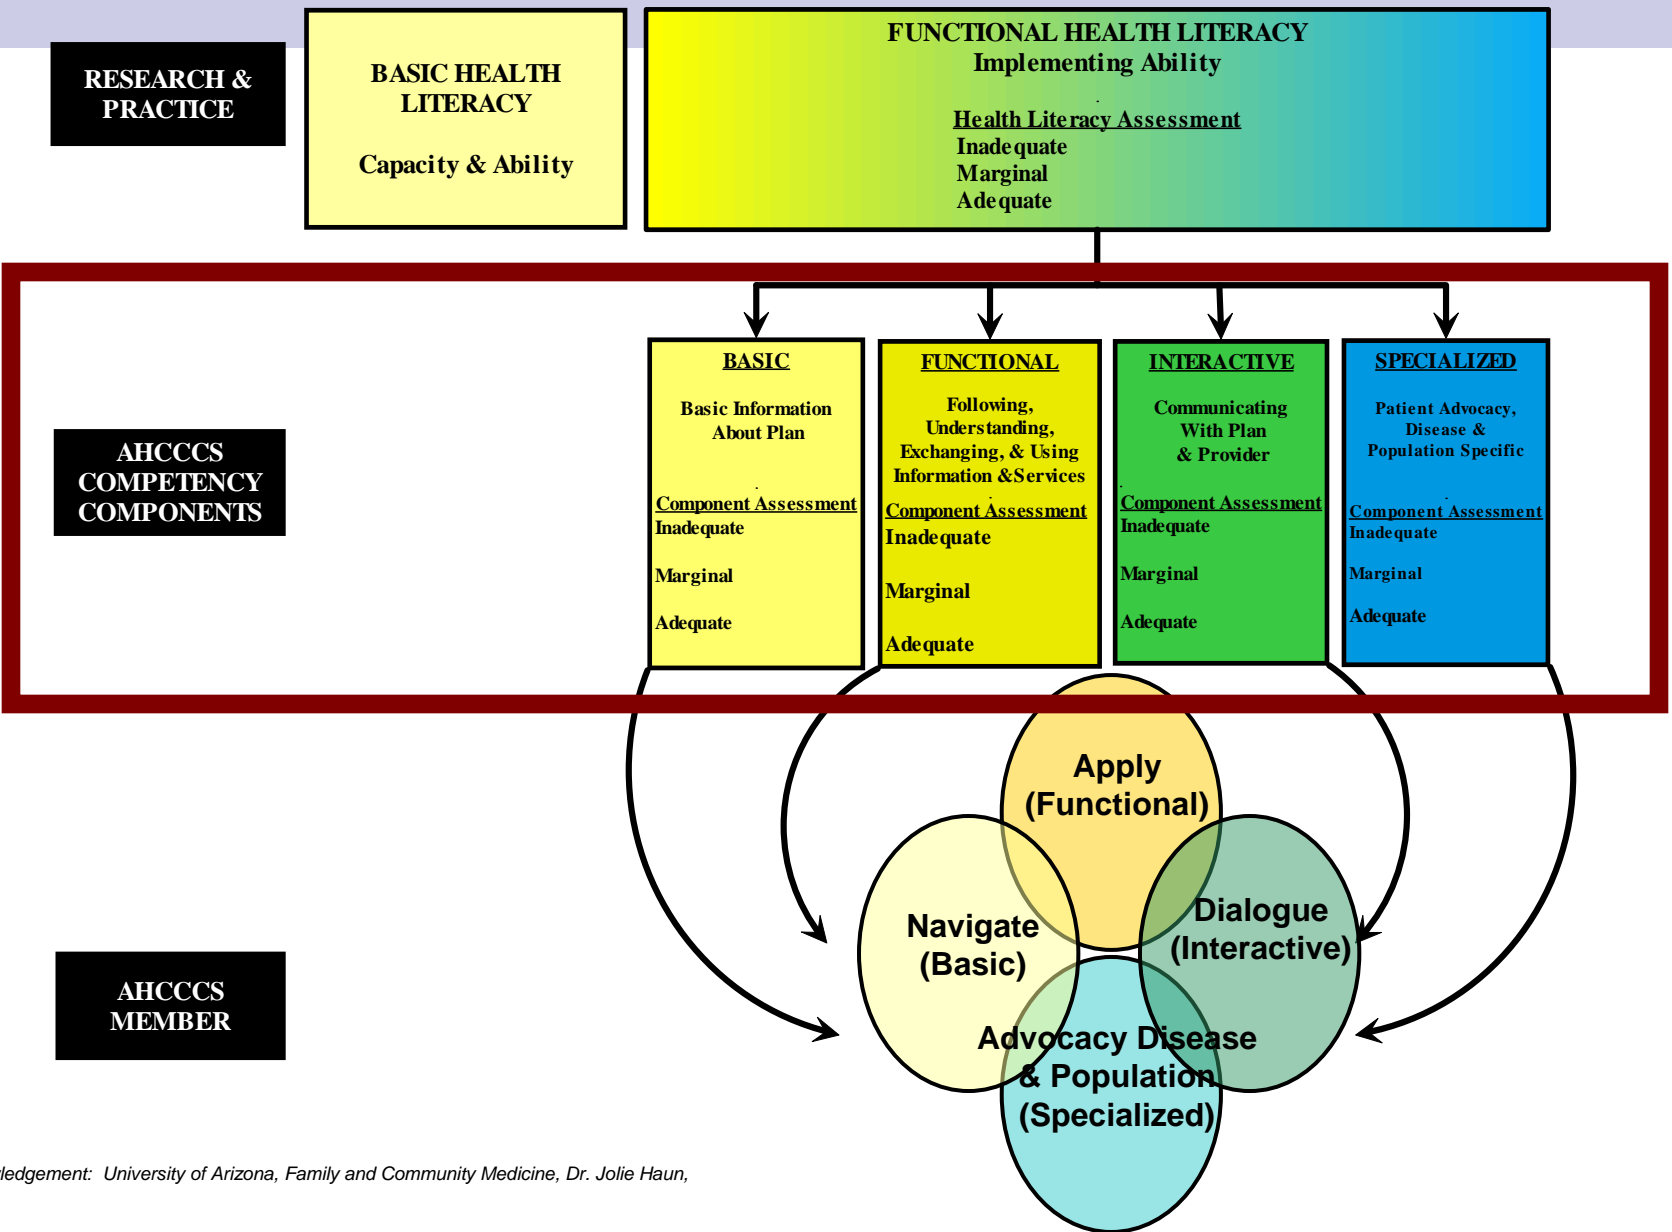 RESEARCH &
PRACTICE
BASIC HEALTH
LITERACY
Capacity & Ability
FUNCTIONAL HEALTH LITERACY
Implementing Ability
Health Literacy Assessment
Inadequate
Marginal
Adequate
AHCCCS
COMPETENCY
COMPONENTS
BASIC
Basic Information
About Plan
Component Assessment
Inadequate
Marginal
Adequate
FUNCTIONAL
Following,
Understanding,
Exchanging, & Using
Information &Services
Component Assessment
Inadequate
Marginal
Adequate
INTERACTIVE
Communicating
With Plan
& Provider
Component Assessment
Inadequate
Marginal
Adequate
SPECIALIZED
Patient Advocacy,
Disease &
Population Specific
Component Assessment
Inadequate
Marginal
Adequate
AHCCCS
MEMBER
Apply
(Functional)
Navigate
(Basic)
Dialogue
(Interactive)
Advocacy Disease
& Population
(Specialized)
ledgement: University of Arizona, Family and Community Medicine, Dr. Jolie Haun,